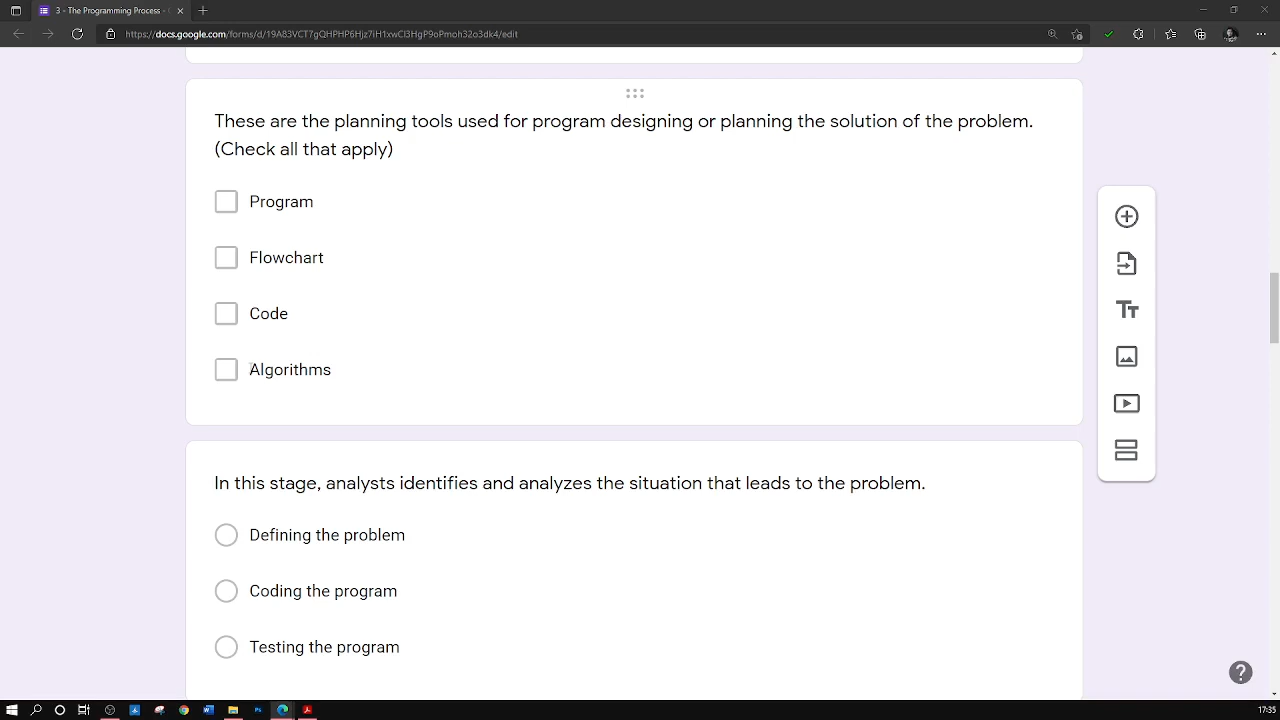 3 - The Programming Process -
https://docs.google.com/forms/d/19A83VCT7gQHPHP6Hjz7iH1xwCl3HgP9oPmoh32o3dk4/edit
These are the planning tools used for program designing or planning the solution of the problem.
(Check all that apply)
Program
Flowchart
Code
Algorithms
In this stage, analysts identifies and analyzes the situation that leads to the problem.
Defining the problem
Coding the program
Testing the program
17:35